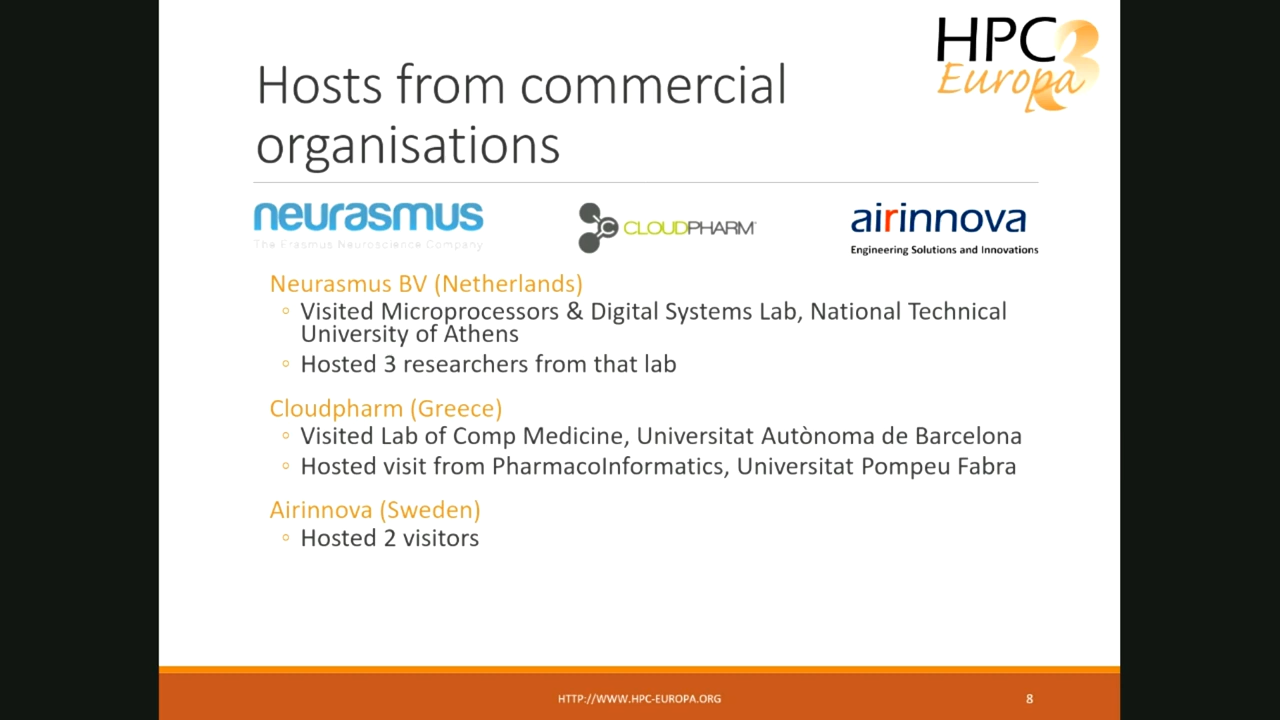 HPC3
Europa
Hosts from commercial
organisations
neurasmus
The Erasmus Neuroscience Company
C CLOUDPHARM
airinnova
Engineering Solutions and Innovations
Neurasmus BV (Netherlands)
◦ Visited Microprocessors & Digital Systems Lab, National Technical
University of Athens
◦ Hosted 3 researchers from that lab
Cloudpharm (Greece)
◦ Visited Lab of Comp Medicine, Universitat Autònoma de Barcelona
◦ Hosted visit from PharmacoInformatics, Universitat Pompeu Fabra
Airinnova (Sweden)
◦ Hosted 2 visitors
HTTP://WWW.HPC-EUROPA.ORG
8